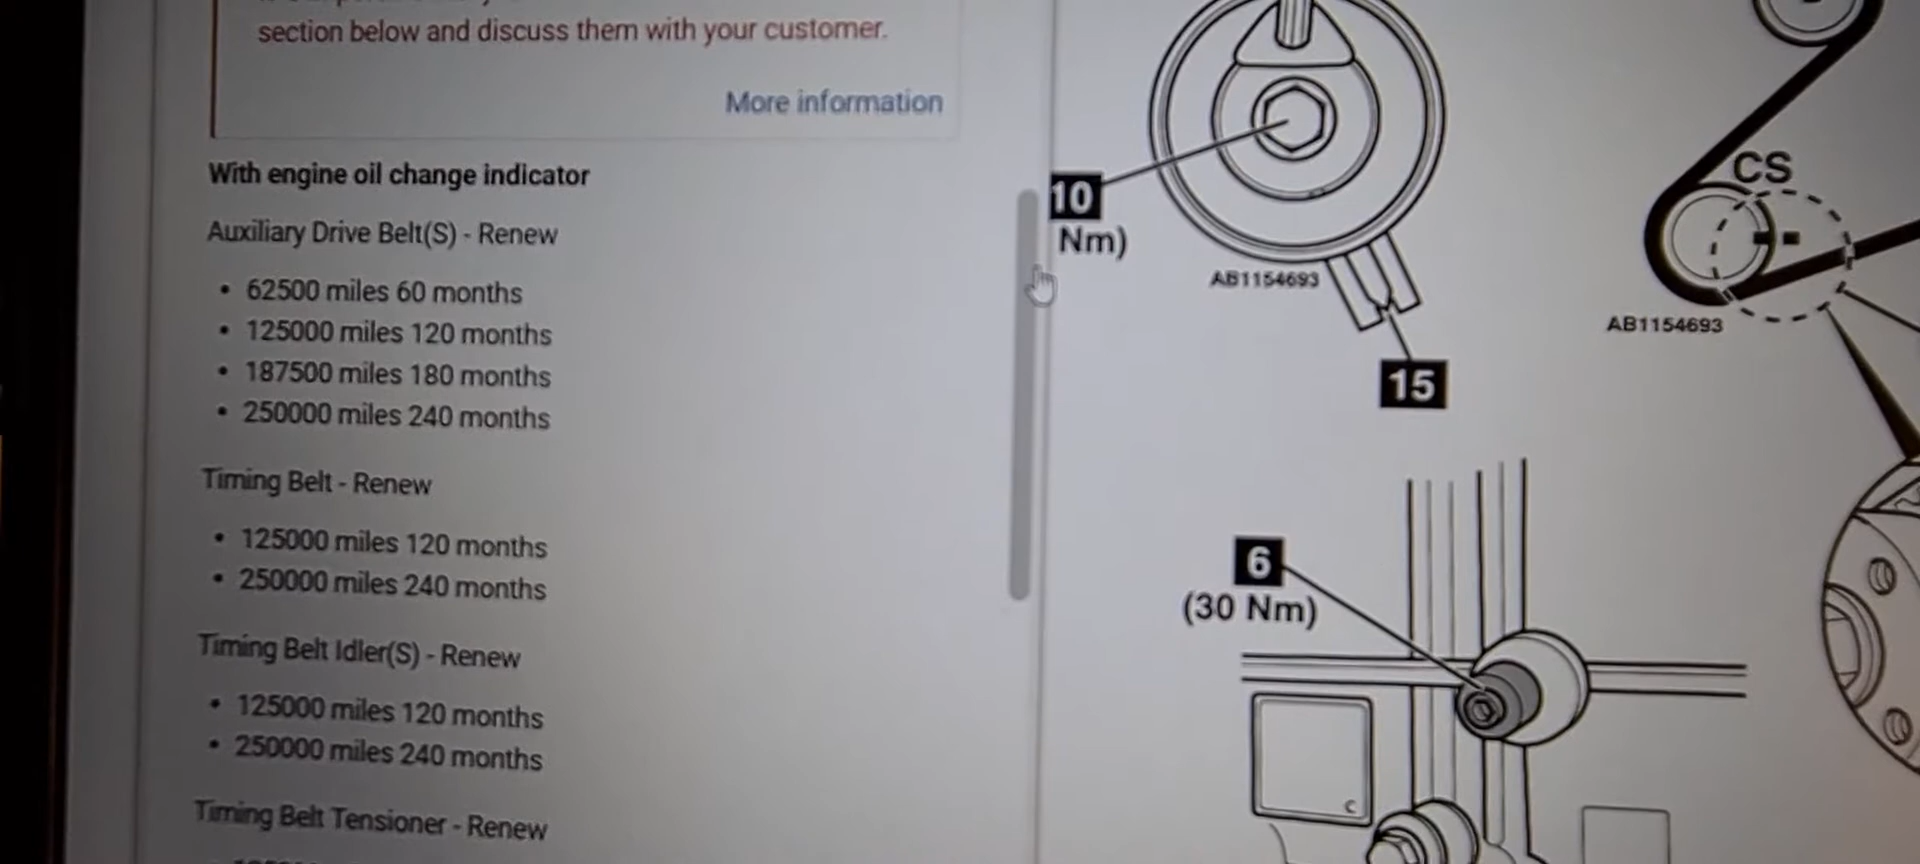 section below and discuss them with your customer.
More information
With engine oil change indicator
Auxiliary Drive Belt(S) - Renew
• 62500 miles 60 months
• 125000 miles 120 months
• 187500 miles 180 months
• 250000 miles 240 months
Timing Belt - Renew
• 125000 miles 120 months
• 250000 miles 240 months
Timing Belt Idler(S) - Renew
• 125000 miles 120 months
• 250000 miles 240 months
Timing Belt Tensioner - Renew
10
Nm)
AB1154693
15
CS
AB1154693
6
(30 Nm)
C